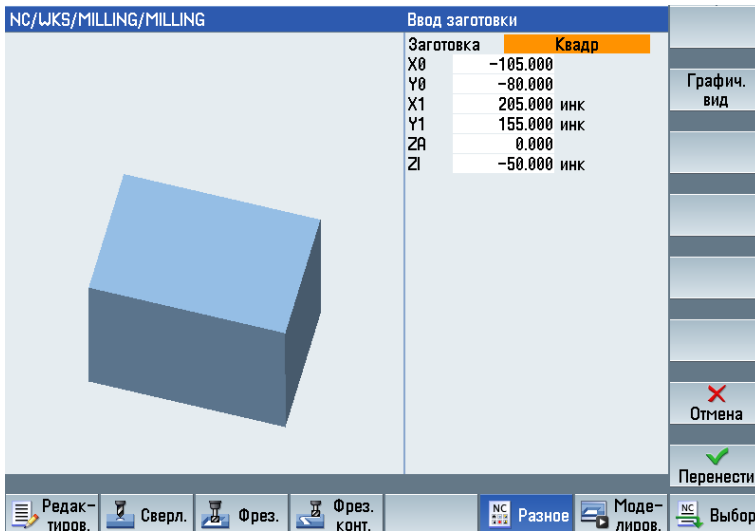 NC/WKS/MILLING/MILLING
Ввод заготовки
Заготовка Квадр
X0 -105.000
Y0 -80.000
X1 205.000 инк
Y1 155.000 инк
ZA 0.000
ZI -50.000 инк
Графич.
вид
Отмена
Перенести
Редак-
тиров.
Сверл.
Фрез.
Фрез.
конт.
NC
Разное
Моде-
лиров.
NC
Выбор